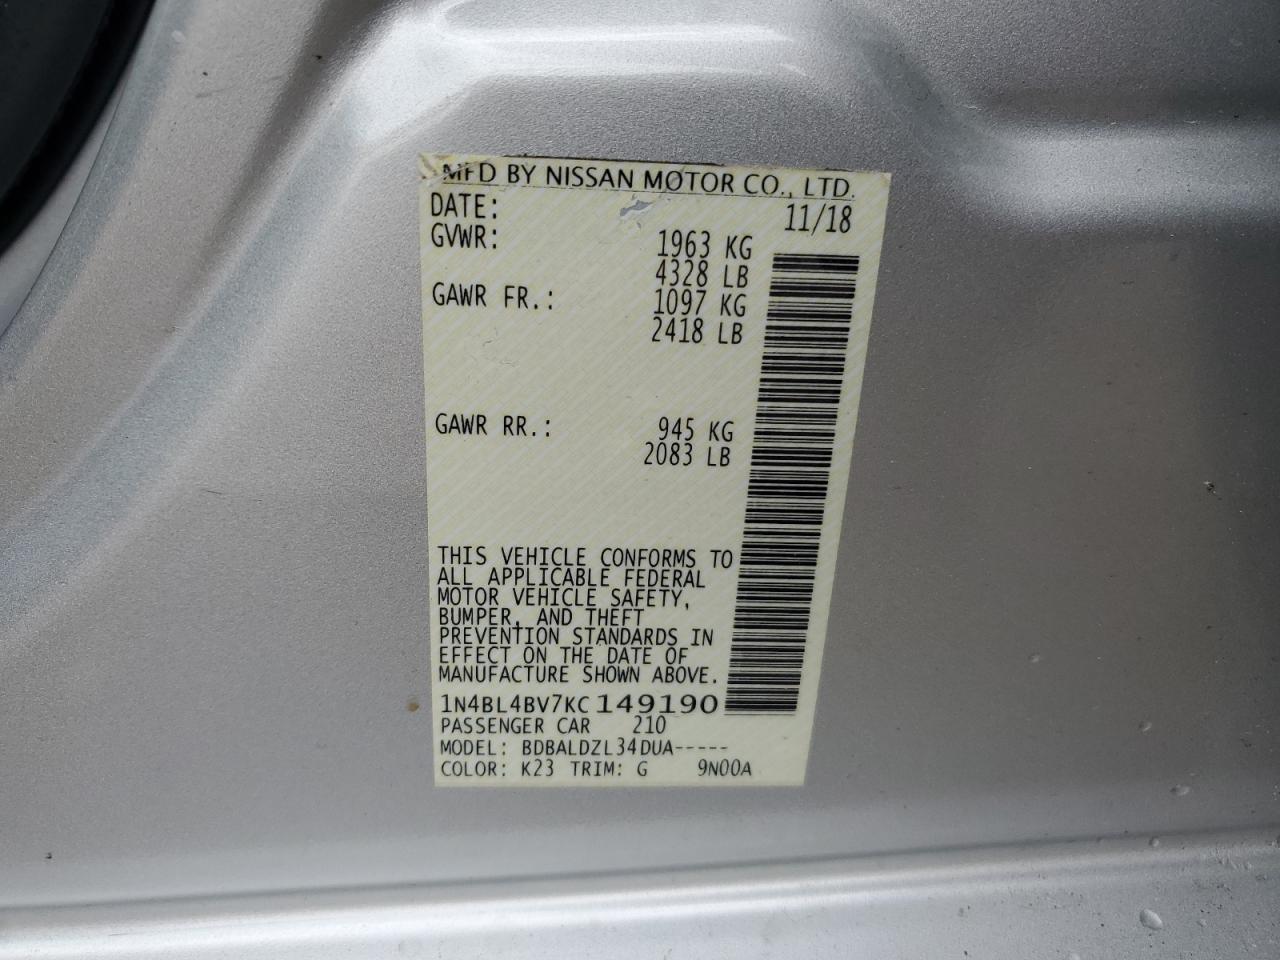 MFD BY NISSAN MOTOR CO., LTD.
DATE: 11/18
GVWR: 1963 KG
4328 LB
GAWR FR.: 1097 KG
2418 LB
GAWR RR.: 945 KG
2083 LB
THIS VEHICLE CONFORMS TO
ALL APPLICABLE FEDERAL
MOTOR VEHICLE SAFETY,
BUMPER, AND THEFT
PREVENTION STANDARDS IN
EFFECT ON THE DATE OF
MANUFACTURE SHOWN ABOVE.
1N4BL4BV7KC149190
PASSENGER CAR 210
MODEL: BDBALDZL34DUA-----
COLOR: K23 TRIM: G 9N00A